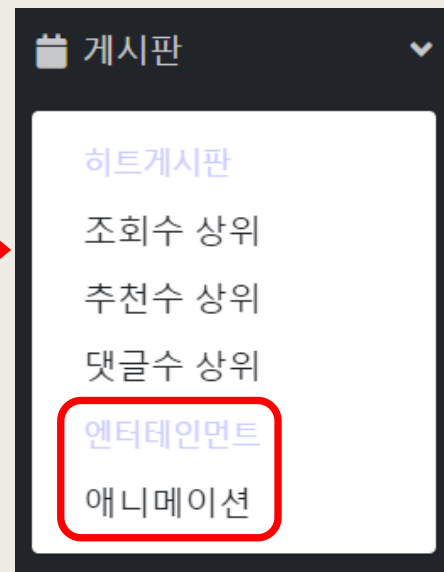 게시판
히트게시판
조회수 상위
추천수 상위
댓글수 상위
엔터테인먼트
애니메이션